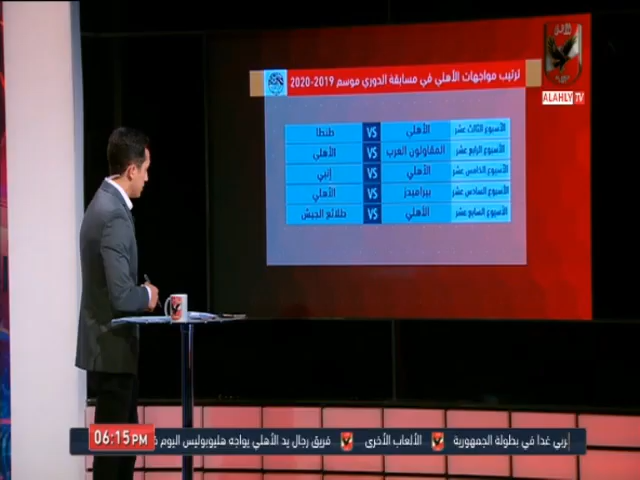 ALAHLY TV
ترتيب مواجهات الأهلي في مسابقة الدوري موسم 2019-2020
الأسبوع الثالث عشر الأهلي VS طنطا
الأسبوع الرابع عشر المقاولون العرب VS الأهلي
الأسبوع الخامس عشر الأهلي VS إنبي
الأسبوع السادس عشر بيراميدز VS الأهلي
الأسبوع السابع عشر الأهلي VS طلائع الجيش
غدا في بطولة الجمهورية الألعاب الأخرى فريق رجال يد الأهلي يواجه هليوبوليس اليوم
06:15 PM